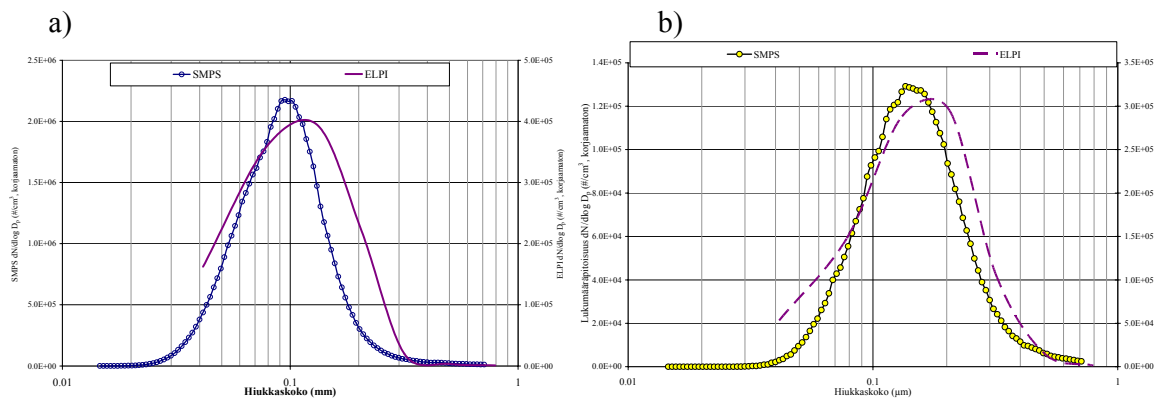 a)
SMPS
ELPI
2.5E+06
2.0E+06
1.5E+06
1.0E+06
5.0E+05
0.0E+00
5.0E+05
4.0E+05
3.0E+05
2.0E+05
1.0E+05
0.0E+00
0.01
0.1
1
SMPS dN/dlog Dp (#/cm³, korjaamaton)
ELPI dN/dlog Dp (#/cm³, korjaamaton)
Hiukkaskoko (mm)
b)
SMPS
ELPI
1.4E+05
1.2E+05
1.0E+05
8.0E+04
6.0E+04
4.0E+04
2.0E+04
0.0E+00
3.5E+05
3.0E+05
2.5E+05
2.0E+05
1.5E+05
1.0E+05
5.0E+04
0.0E+00
0.01
0.1
1
Lukumääräpitoisuus dN/dlog Dp (#/cm³, korjaamaton)
Hiukkaskoko (µm)